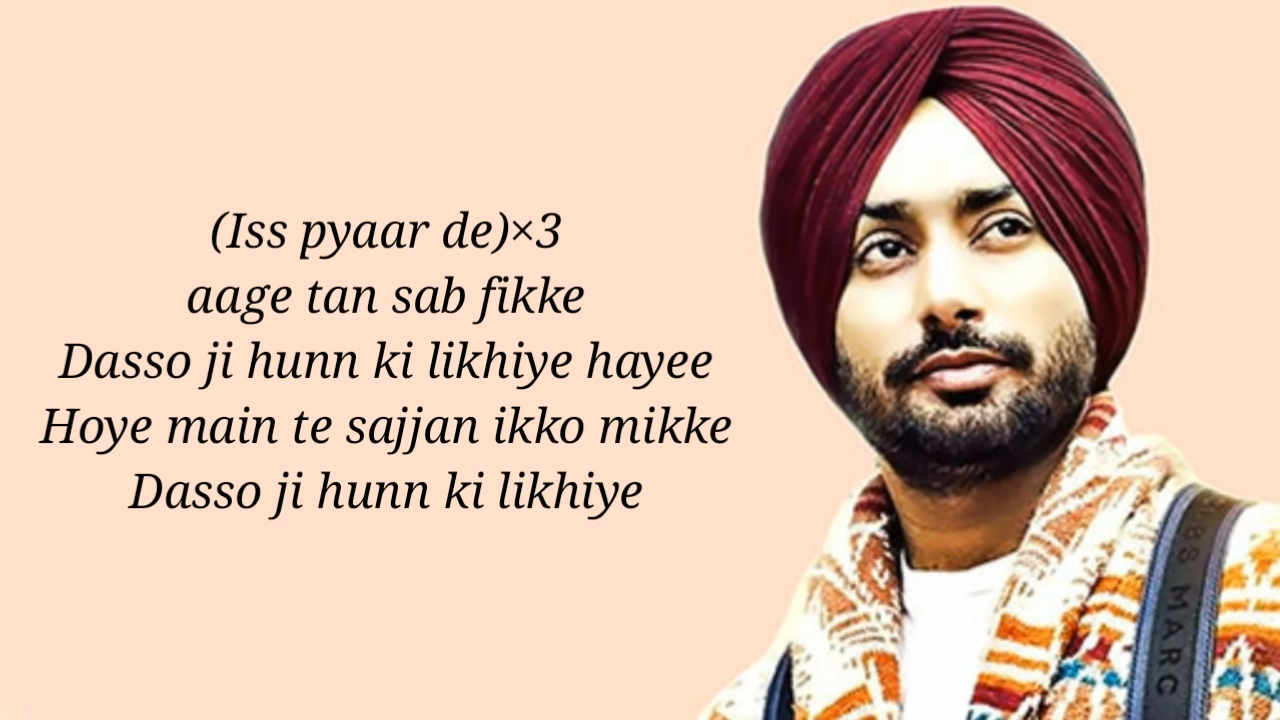 (Iss pyaar de)×3
aage tan sab fikke
Dasso ji hunn ki likhiye hayee
Hoye main te sajjan ikko mikke
Dasso ji hunn ki likhiye
MARC